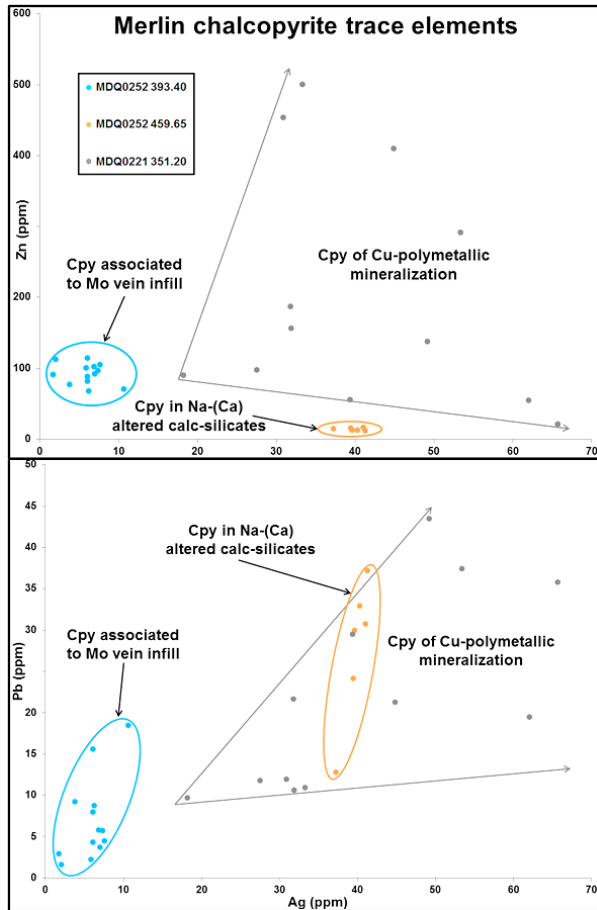 Merlin chalcopyrite trace elements
600
500
400
300
200
100
0
Zn (ppm)
MDQ0252 393.40
MDQ0252 459.65
MDQ0221 351.20
Cpy associated
to Mo vein infill
Cpy of Cu-polymetallic
mineralization
Cpy in Na-(Ca)
altered calc-silicates
0 10 20 30 40 50 60 70
50
45
40
35
30
25
20
15
10
5
0
Pb (ppm)
Cpy in Na-(Ca)
altered calc-silicates
Cpy associated
to Mo vein infill
Cpy of Cu-polymetallic
mineralization
0 10 20 30 40 50 60 70
Ag (ppm)